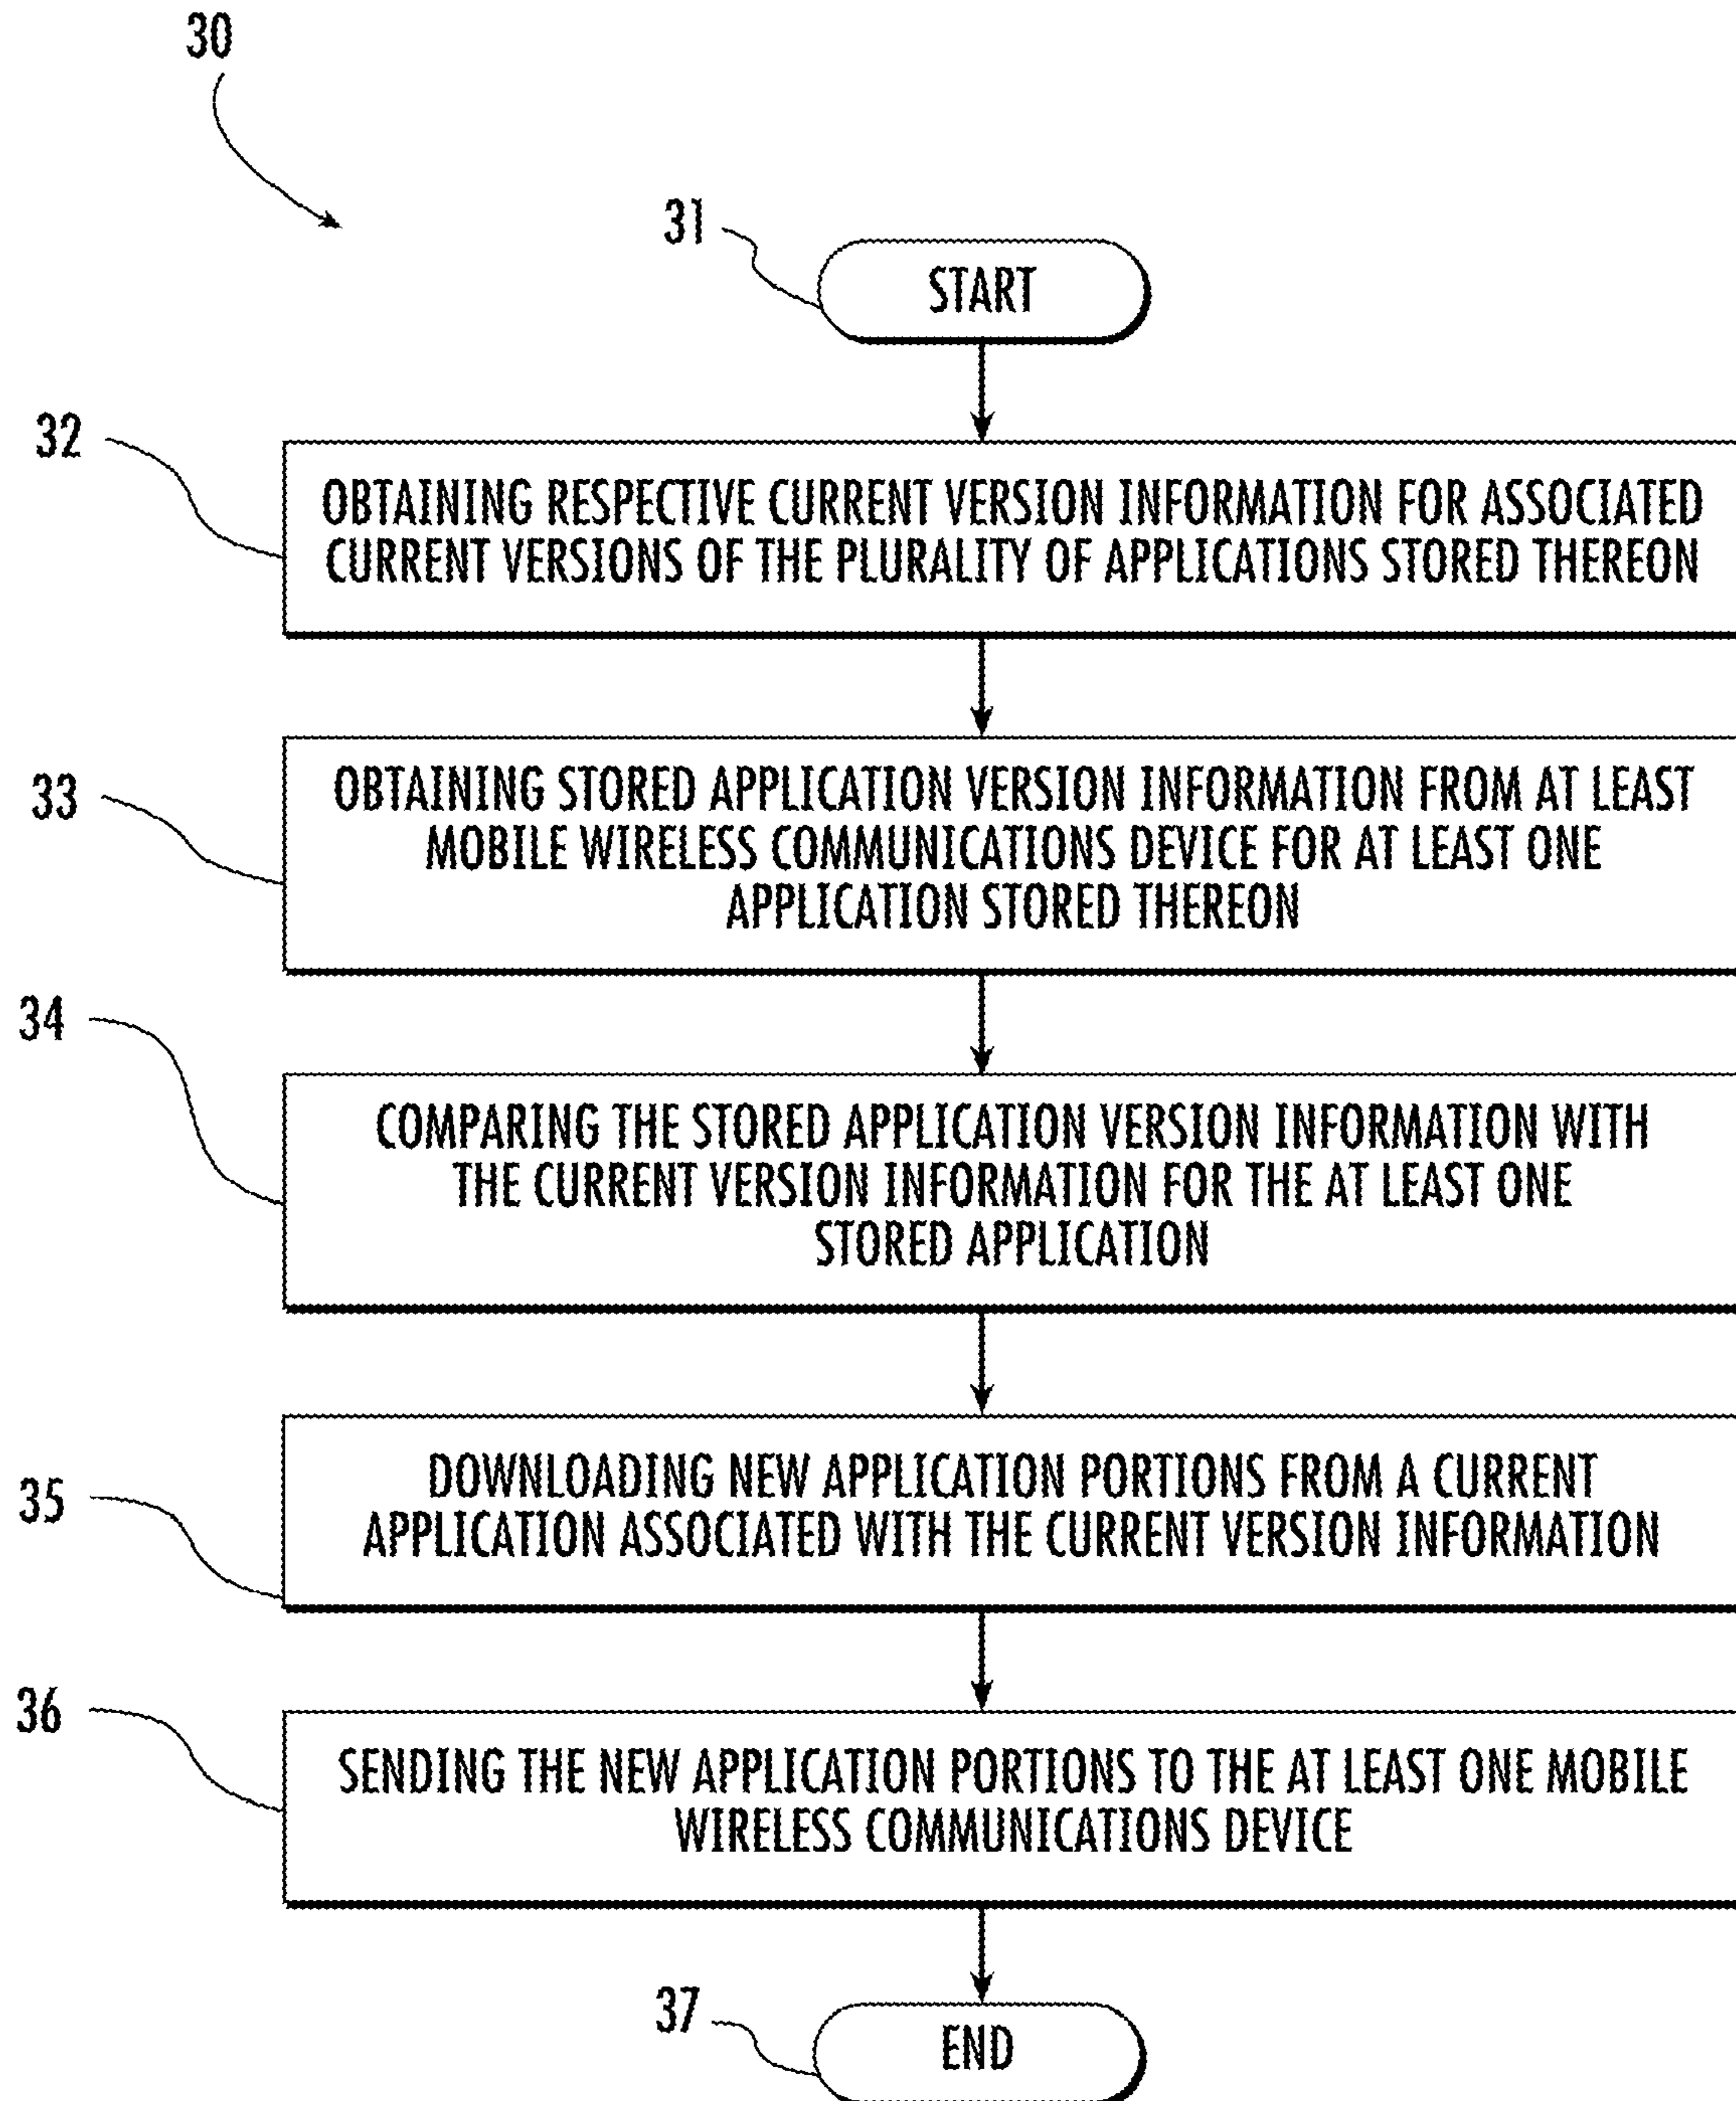 30
31
START
32
OBTAINING RESPECTIVE CURRENT VERSION INFORMATION FOR ASSOCIATED
CURRENT VERSIONS OF THE PLURALITY OF APPLICATIONS STORED THEREON
33
OBTAINING STORED APPLICATION VERSION INFORMATION FROM AT LEAST
MOBILE WIRELESS COMMUNICATIONS DEVICE FOR AT LEAST ONE
APPLICATION STORED THEREON
34
COMPARING THE STORED APPLICATION VERSION INFORMATION WITH
THE CURRENT VERSION INFORMATION FOR THE AT LEAST ONE
STORED APPLICATION
35
DOWNLOADING NEW APPLICATION PORTIONS FROM A CURRENT
APPLICATION ASSOCIATED WITH THE CURRENT VERSION INFORMATION
36
SENDING THE NEW APPLICATION PORTIONS TO THE AT LEAST ONE MOBILE
WIRELESS COMMUNICATIONS DEVICE
37
END